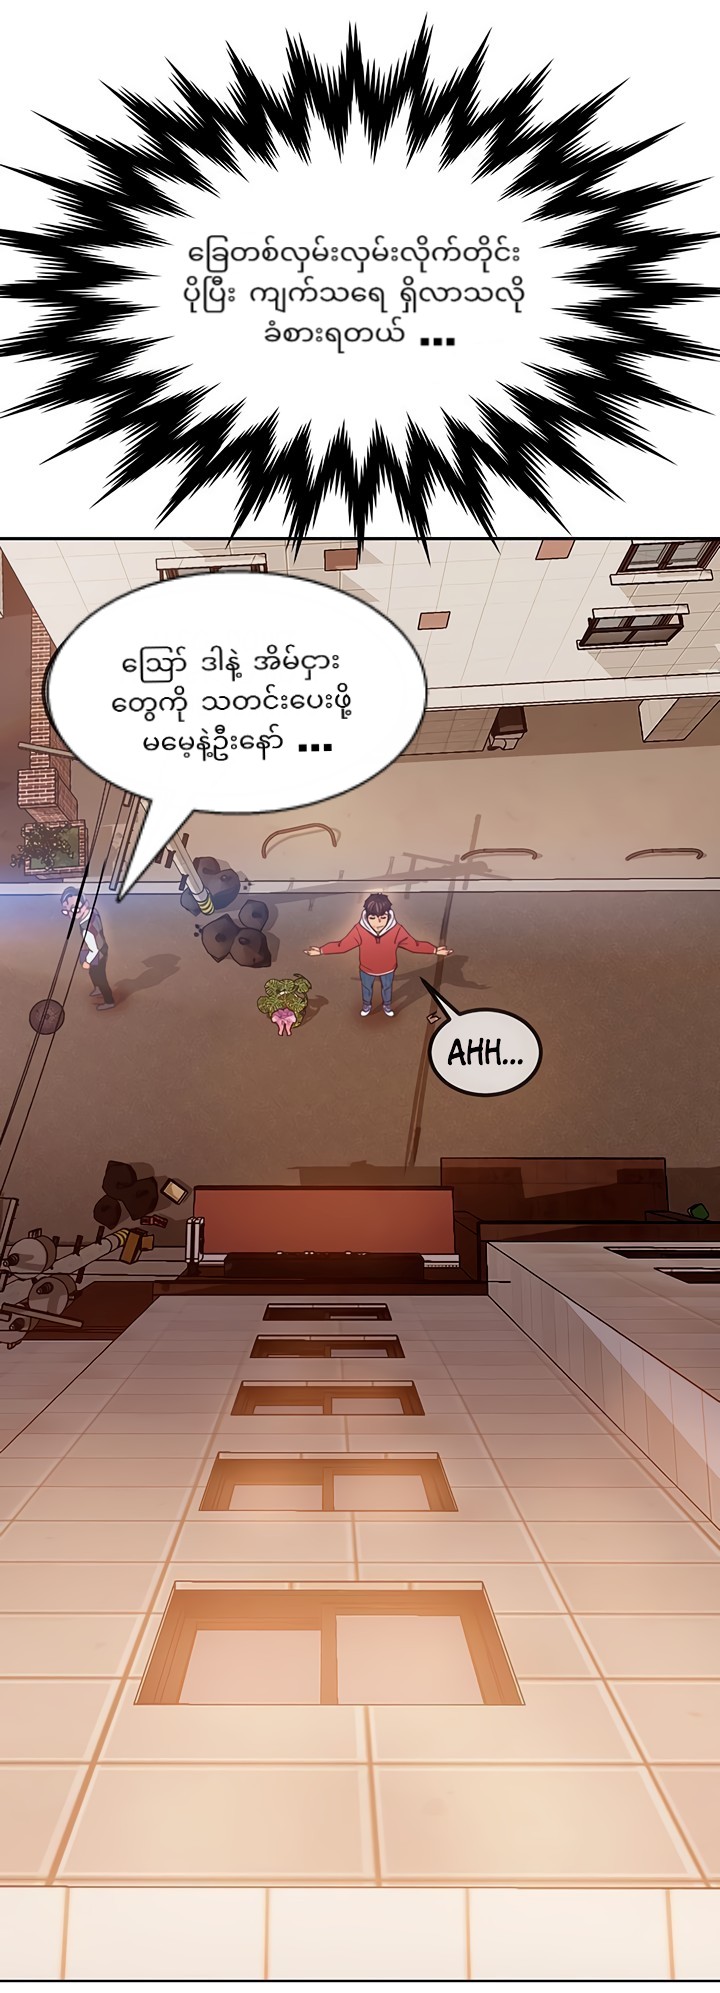 ခြေတစ်လှမ်းလှမ်းလိုက်တိုင်း
ပိုပြီး ကျက်သရေ ရှိလာသလို
ခံစားရတယ် ...
သြော် ဒါနဲ့ အိမ်ငှား
တွေကို သတင်းပေးဖို့
မမေ့နဲ့ဦးနော် ...
AHH...